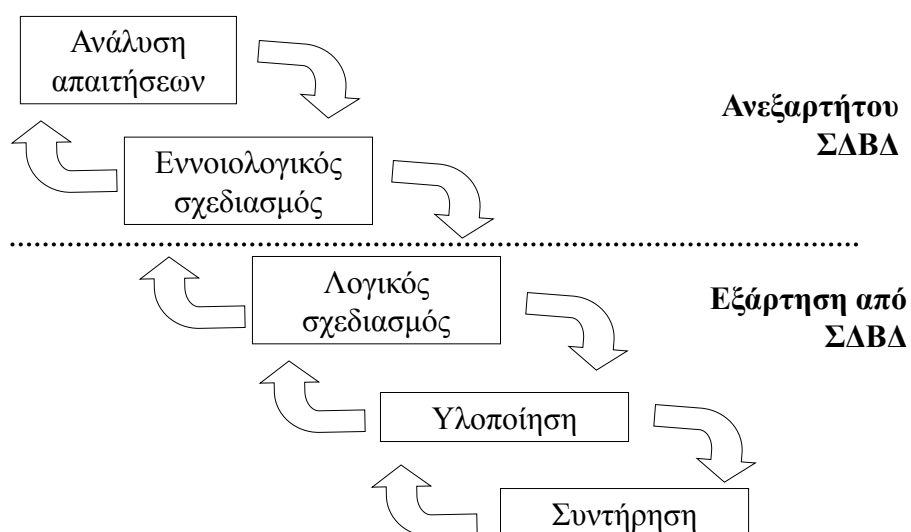 Ανάλυση
απαιτήσεων
Ανεξαρτήτου
ΣΔΒΔ
Εννοιολογικός
σχεδιασμός
Λογικός
σχεδιασμός
Εξάρτηση από
ΣΔΒΔ
Υλοποίηση
Συντήρηση